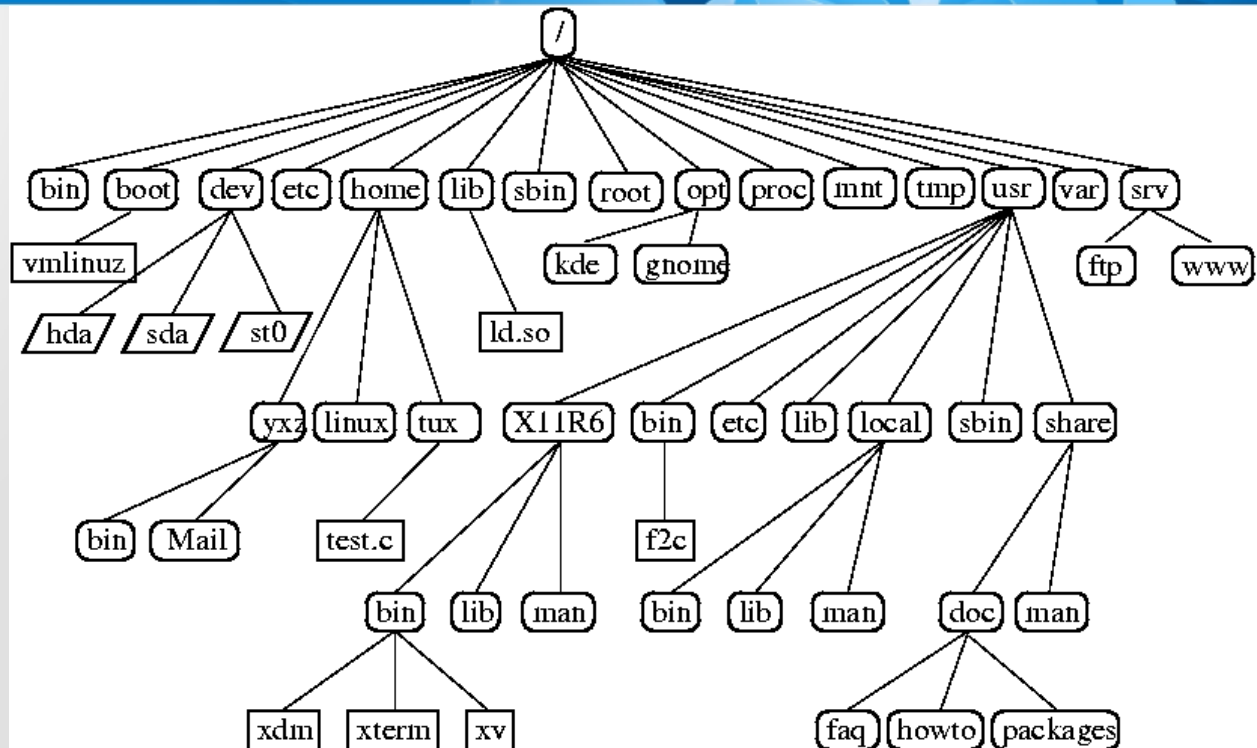 /
bin boot dev etc home lib sbin root opt proc mnt tmp usr var srv
vmlinuz kde gnome ftp www
hda sda st0 ld.so
yxz linux tux X11R6 bin etc lib local sbin share
bin Mail test.c f2c
bin lib man bin lib man doc man
xdm xterm xv faq howto packages